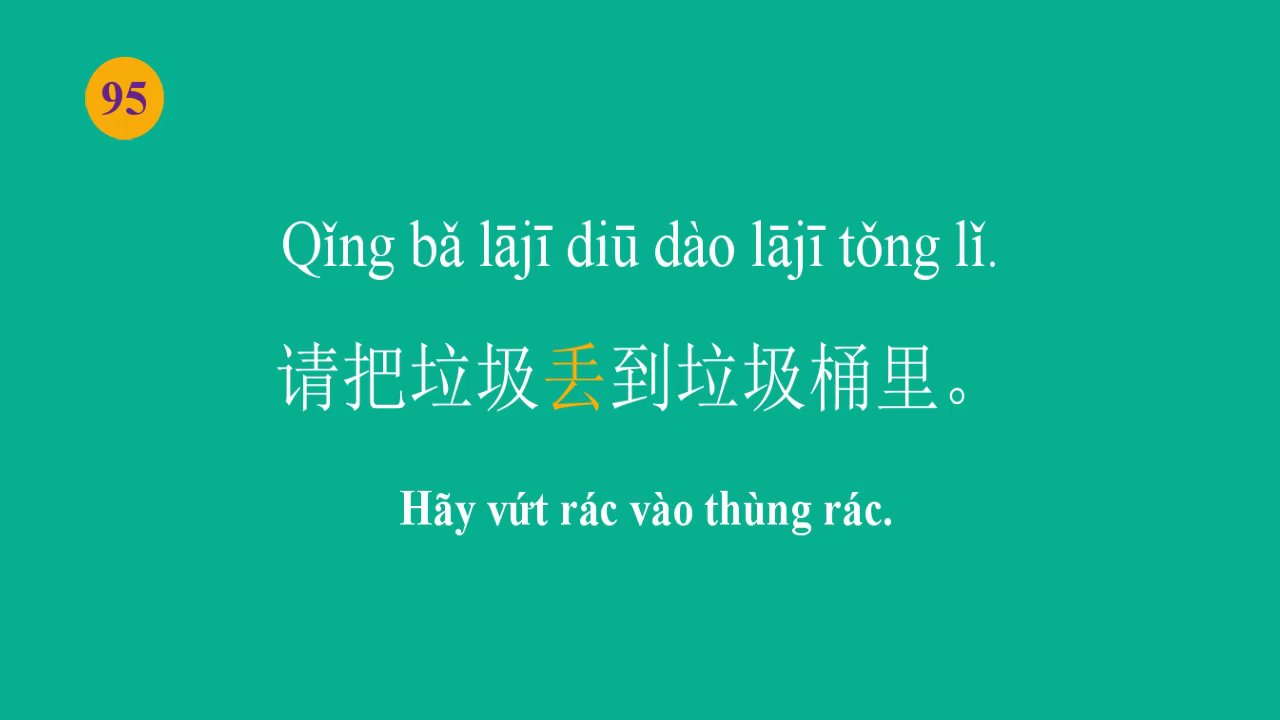 95
Qǐng bǎ lājī diū dào lājī tǒng lǐ.
请把垃圾丢到垃圾桶里。
Hãy vứt rác vào thùng rác.